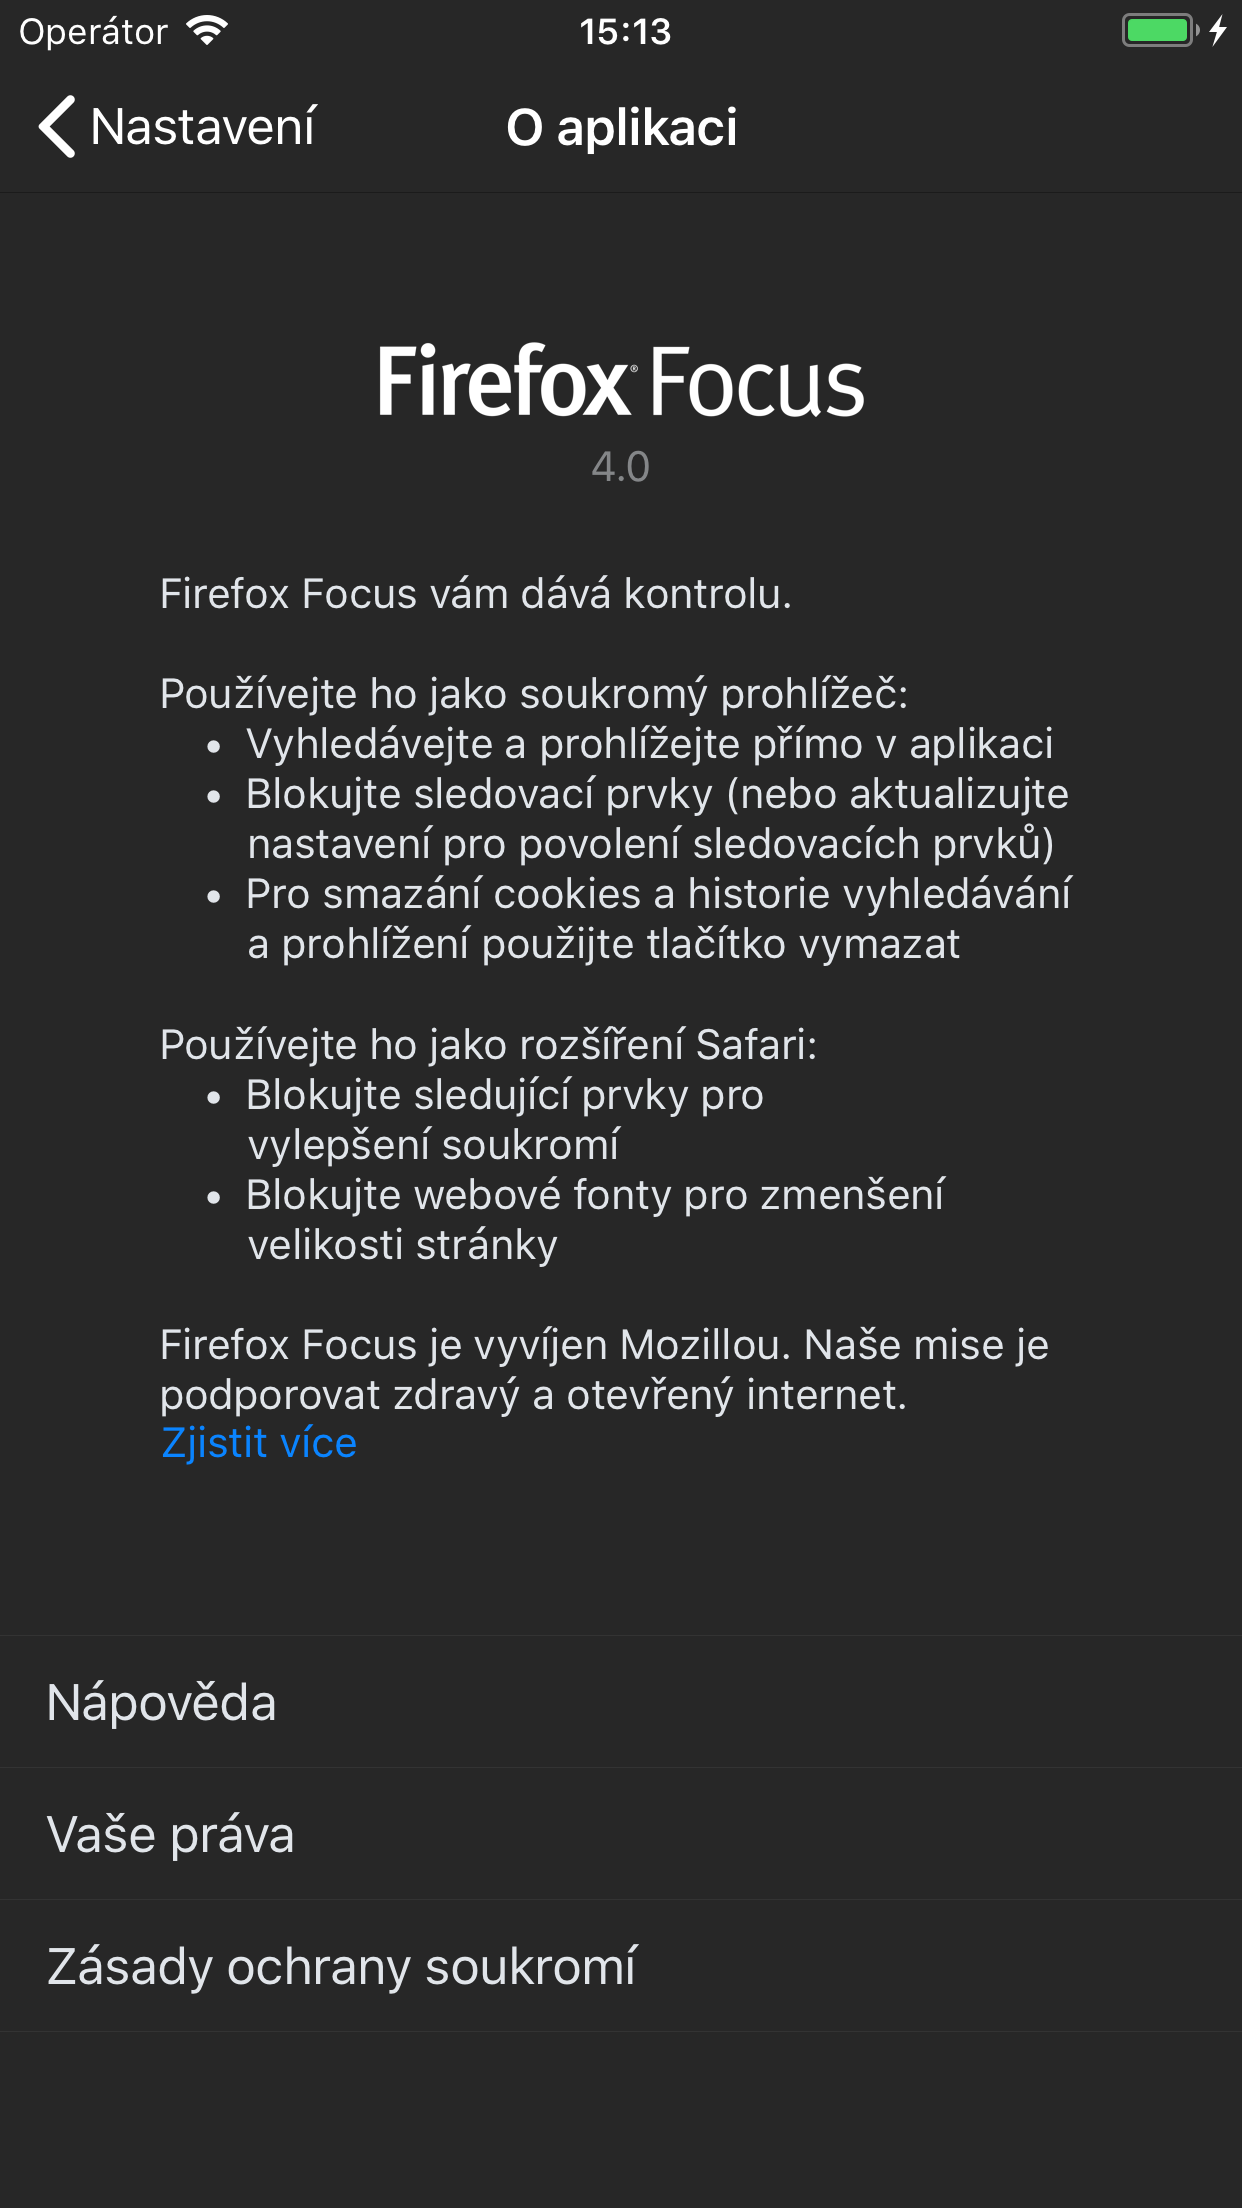 Operátor
15:13
Nastavení
O aplikaci
Firefox® Focus
4.0
Firefox Focus vám dává kontrolu.
Používejte ho jako soukromý prohlížeč:
• Vyhledávejte a prohlížejte přímo v aplikaci
• Blokujte sledovací prvky (nebo aktualizujte
nastavení pro povolení sledovacích prvků)
• Pro smazání cookies a historie vyhledávání
a prohlížení použijte tlačítko vymazat
Používejte ho jako rozšíření Safari:
• Blokujte sledující prvky pro
vylepšení soukromí
• Blokujte webové fonty pro zmenšení
velikosti stránky
Firefox Focus je vyvíjen Mozillou. Naše mise je
podporovat zdravý a otevřený internet.
Zjistit více
Nápověda
Vaše práva
Zásady ochrany soukromí